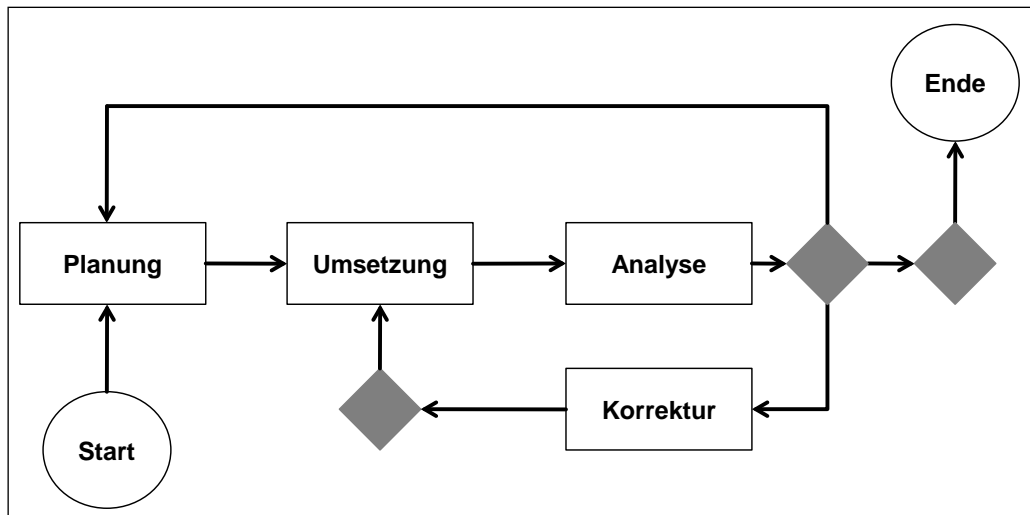 Ende
Planung
Umsetzung
Analyse
Korrektur
Start